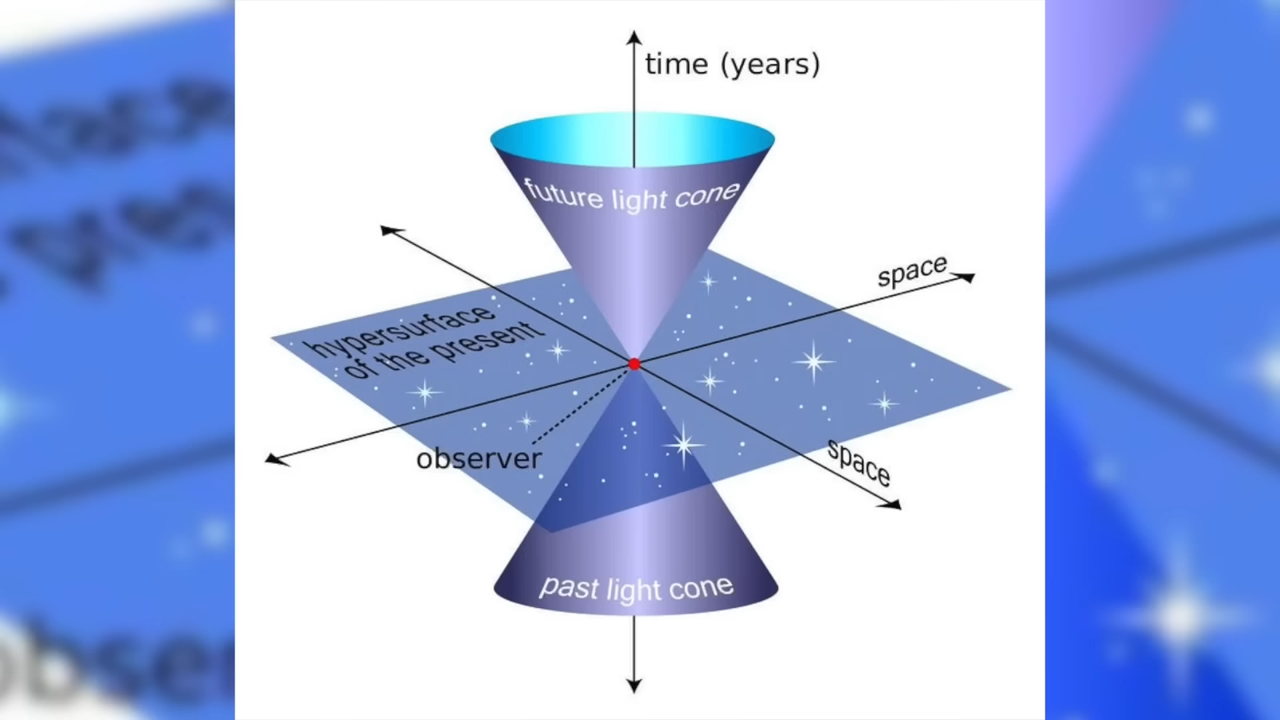 time (years)
future light cone
space
hypersurface
of the present
observer
space
past light cone